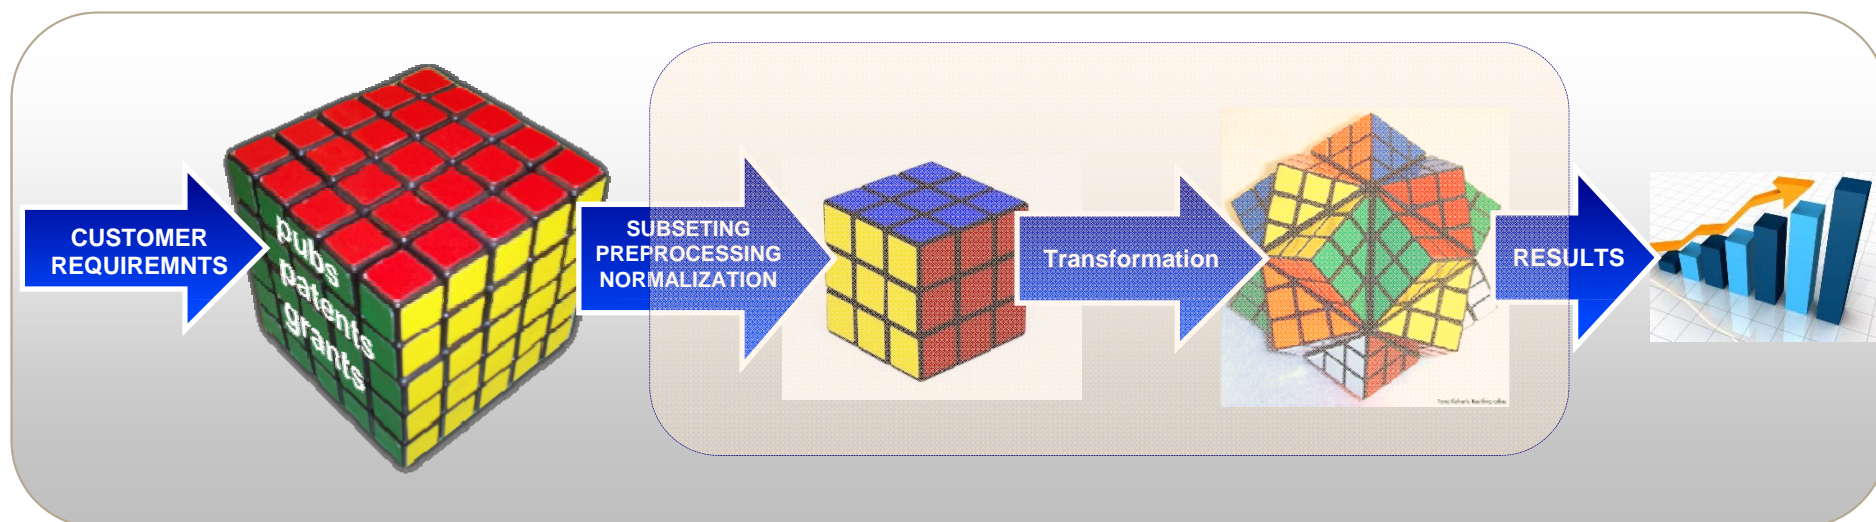 CUSTOMER
REQUIREMNTS
pubs
patents
grants
SUBSETING
PREPROCESSING
NORMALIZATION
Transformation
RESULTS